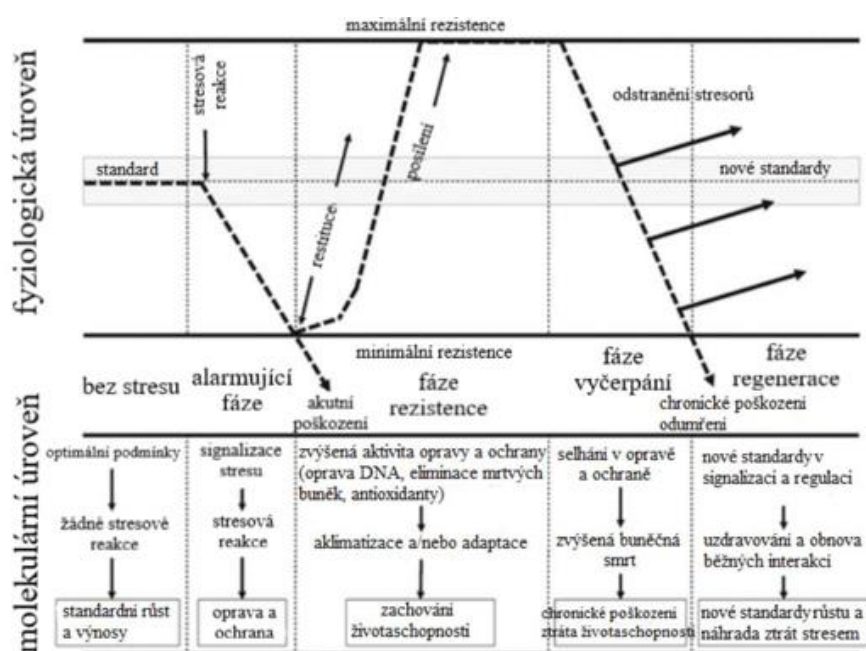 maximální rezistence
stresová
reakce
odstranění stresorů
posílení
standard
nové standardy
restituce
fyziologická úroveň
minimální rezistence
bez stresu
alarmující
fáze
akutní
poškození
fáze
rezistence
fáze
vyčerpání
fáze
regenerace
chronické poškození
odumření
molekulární úroveň
optimální podmínky
žádné stresové
reakce
standardní růst
a výnosy
signalizace
stresu
stresová
reakce
oprava a
ochrana
zvýšená aktivita opravy a ochrany
(oprava DNA, eliminace mrtvých
buněk, antioxidanty)
aklimatizace a/nebo adaptace
zachování
životaschopnosti
selhání v opravě
a ochraně
zvýšená buněčná
smrt
chronické poškození
ztráta životaschopnosti
nové standardy v
signalizaci a regulaci
uzdravování a obnova
běžných interakcí
nové standardy růstu a
náhrada ztrát stresem